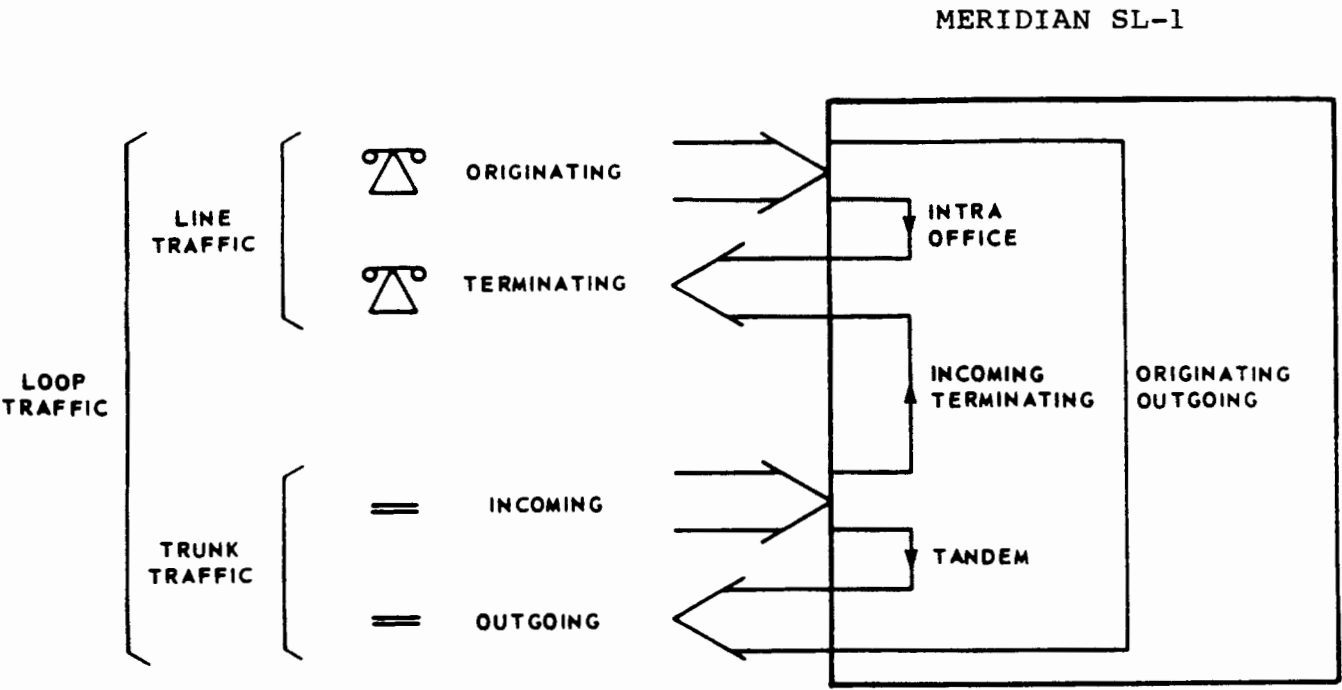 MERIDIAN SL-1
ORIGINATING
LINE
TRAFFIC
INTRA
OFFICE
TERMINATING
LOOP
TRAFFIC
INCOMING
TERMINATING
ORIGINATING
OUTGOING
INCOMING
TRUNK
TRAFFIC
TANDEM
OUTGOING